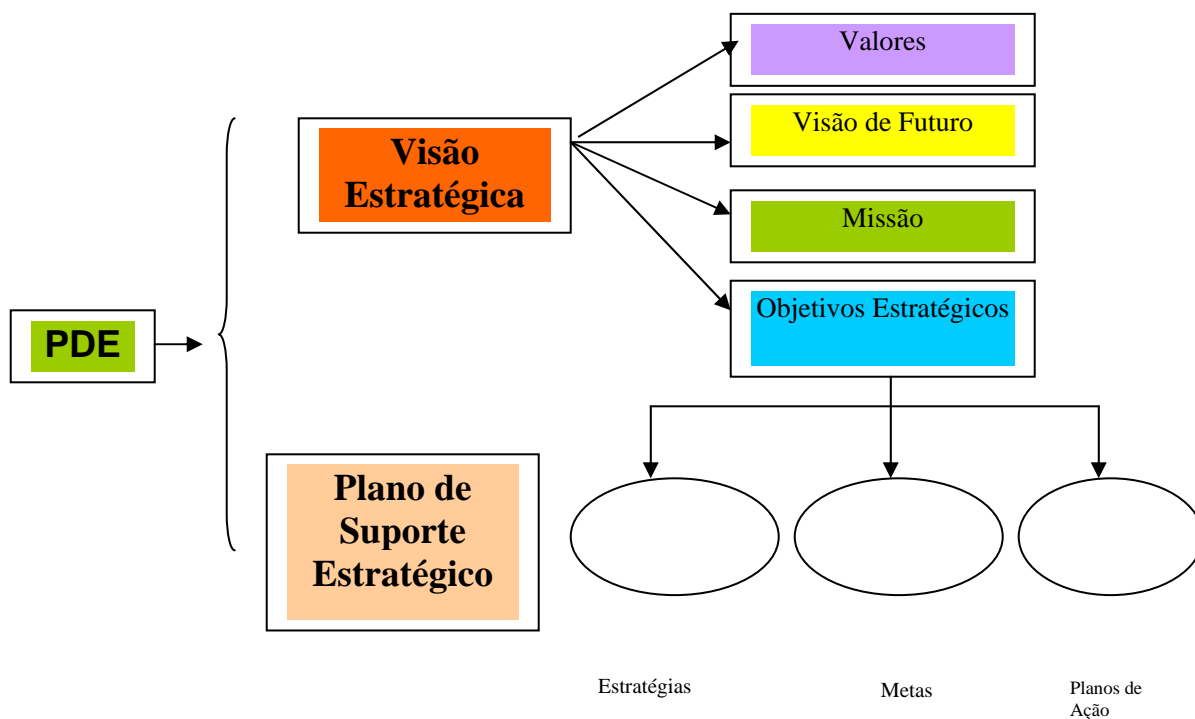 Valores
Visão de Futuro
Visão
Estratégica
Missão
Objetivos Estratégicos
PDE
Plano de
Suporte
Estratégico
Estratégias
Metas
Planos de
Ação